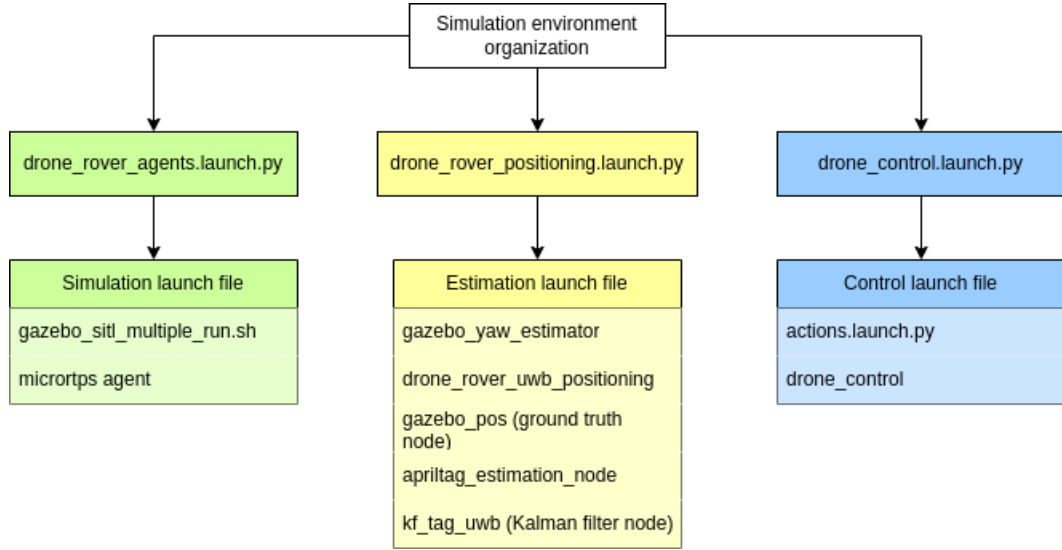 Simulation environment
organization
drone_rover_agents.launch.py
drone_rover_positioning.launch.py
drone_control.launch.py
Simulation launch file
gazebo_sitl_multiple_run.sh
micrortps agent
Estimation launch file
gazebo_yaw_estimator
drone_rover_uwb_positioning
gazebo_pos (ground truth
node)
apriltag_estimation_node
kf_tag_uwb (Kalman filter node)
Control launch file
actions.launch.py
drone_control